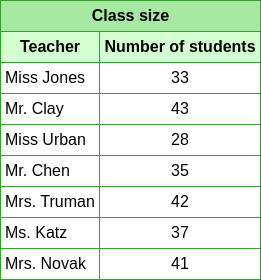 Class size
Teacher Number of students
Miss Jones 33
Mr. Clay 43
Miss Urban 28
Mr. Chen 35
Mrs. Truman 42
Ms. Katz 37
Mrs. Novak 41